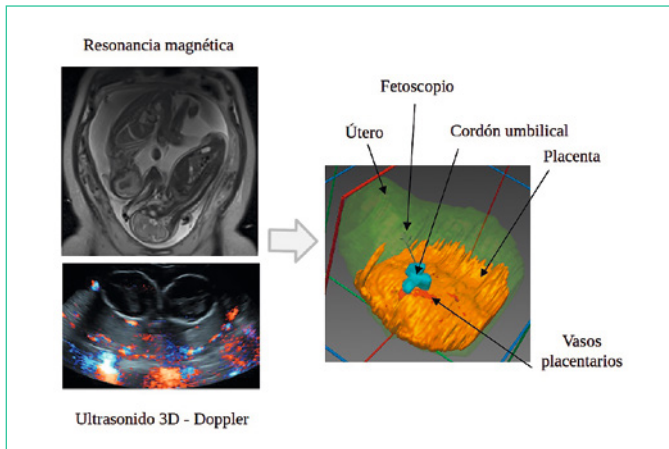 Resonancia magnética
Fetoscopio
Útero
Cordón umbilical
Placenta
Vasos
placentarios
Ultrasonido 3D - Doppler